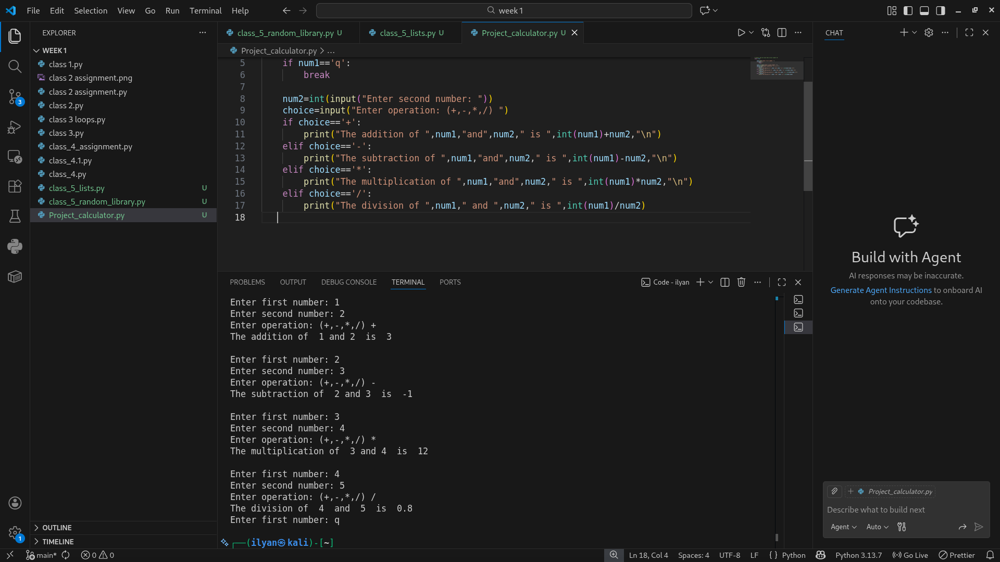 File Edit Selection View Go Run Terminal Help
week 1
EXPLORER
WEEK 1
class 1.py
class 2 assignment.png
class 2 assignment.py
class 2.py
class 3 loops.py
class 3.py
class_4_assignment.py
class_4.1.py
class_4.py
class_5_lists.py U
class_5_random_library.py U
Project_calculator.py U
OUTLINE
TIMELINE
3
1
class_5_random_library.py U
class_5_lists.py U
Project_calculator.py U
Project_calculator.py > ...
5 if num1=='q':
6 break
7
8 num2=int(input("Enter second number: "))
9 choice=input("Enter operation: (+,-,*,/) ")
10 if choice=='+':
11 print("The addition of ",num1,"and",num2," is ",int(num1)+num2,"\n")
12 elif choice=='-':
13 print("The subtraction of ",num1,"and",num2," is ",int(num1)-num2,"\n")
14 elif choice=='*':
15 print("The multiplication of ",num1,"and",num2," is ",int(num1)*num2,"\n")
16 elif choice=='/':
17 print("The division of ",num1," and ",num2," is ",int(num1)/num2)
18
PROBLEMS OUTPUT DEBUG CONSOLE TERMINAL PORTS
Code - ilyan
Enter first number: 1
Enter second number: 2
Enter operation: (+,-,*,/) +
The addition of  1 and 2  is  3
Enter first number: 2
Enter second number: 3
Enter operation: (+,-,*,/) -
The subtraction of  2 and 3  is  -1
Enter first number: 3
Enter second number: 4
Enter operation: (+,-,*,/) *
The multiplication of  3 and 4  is  12
Enter first number: 4
Enter second number: 5
Enter operation: (+,-,*,/) /
The division of  4  and  5  is  0.8
Enter first number: q
┌──(ilyan㉿kali)-[~]
CHAT
Build with Agent
AI responses may be inaccurate.
Generate Agent Instructions to onboard AI
onto your codebase.
Project_calculator.py
Describe what to build next
Agent Auto
main* 0 0
Ln 18, Col 4 Spaces: 4 UTF-8 LF { } Python Python 3.13.7 Go Live Prettier